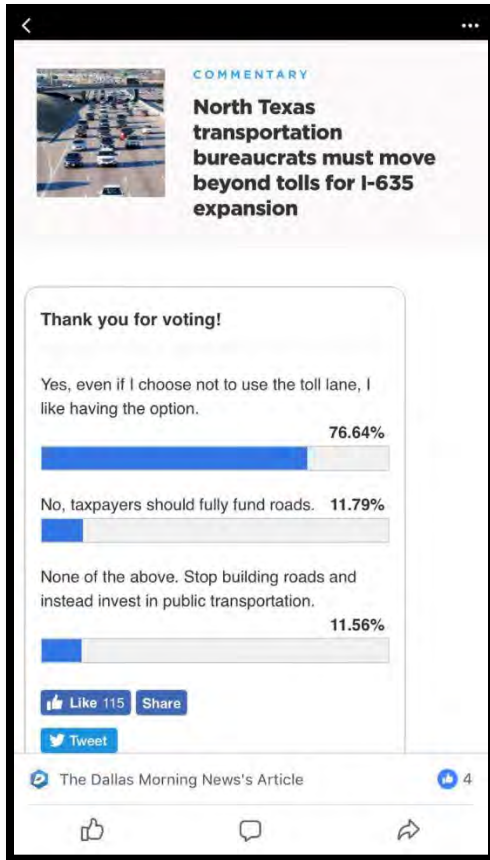 COMMENTARY
North Texas
transportation
bureaucrats must move
beyond tolls for I-635
expansion
Thank you for voting!
Yes, even if I choose not to use the toll lane, I
like having the option.
76.64%
No, taxpayers should fully fund roads. 11.79%
None of the above. Stop building roads and
instead invest in public transportation.
11.56%
Like 115 Share
Tweet
The Dallas Morning News's Article 4